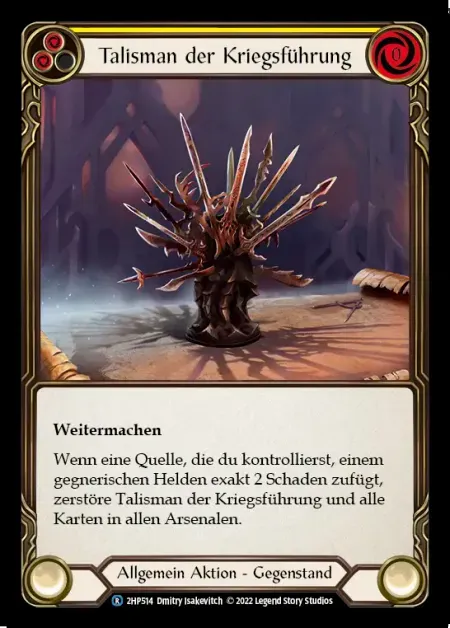 Talisman der Kriegsführung
0
Weitermachen
Wenn eine Quelle, die du kontrollierst, einem
gegnerischen Helden exakt 2 Schaden zufügt,
zerstöre Talisman der Kriegsführung und alle
Karten in allen Arsenalen.
Allgemein Aktion - Gegenstand
R 2HP514 Dmitry Isakevitch © 2022 Legend Story Studios